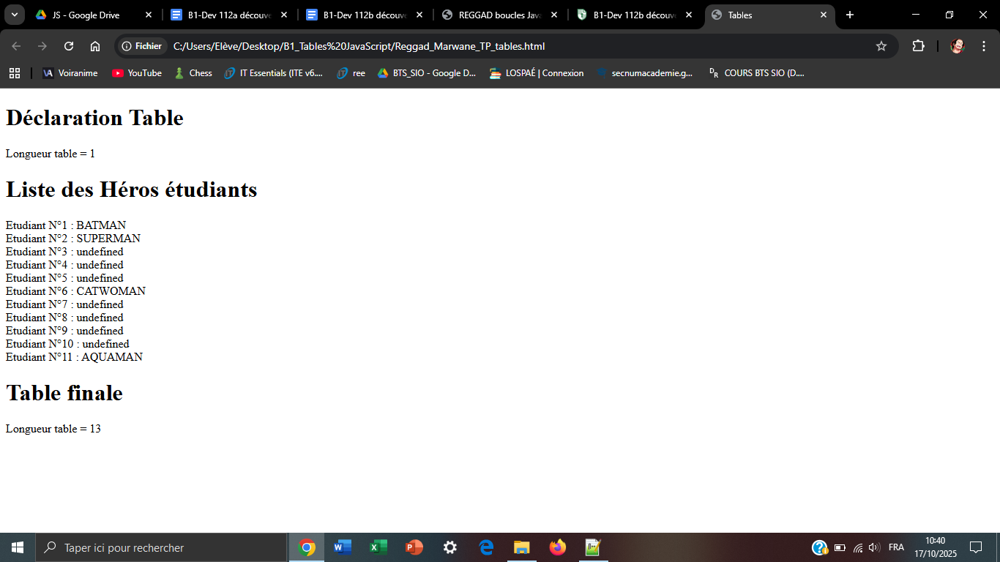 JS - Google Drive
B1-Dev 112a découve
B1-Dev 112b découve
REGGAD boucles Java
B1-Dev 112b découv
Tables
Fichier
C:/Users/Elève/Desktop/B1_Tables%20JavaScript/Reggad_Marwane_TP_tables.html
Voiranime
YouTube
Chess
IT Essentials (ITE v6....
ree
BTS_SIO - Google D...
LOSPAÉ | Connexion
secnumacademie.g...
COURS BTS SIO (D....
Déclaration Table
Longueur table = 1
Liste des Héros étudiants
Etudiant N°1 : BATMAN
Etudiant N°2 : SUPERMAN
Etudiant N°3 : undefined
Etudiant N°4 : undefined
Etudiant N°5 : undefined
Etudiant N°6 : CATWOMAN
Etudiant N°7 : undefined
Etudiant N°8 : undefined
Etudiant N°9 : undefined
Etudiant N°10 : undefined
Etudiant N°11 : AQUAMAN
Table finale
Longueur table = 13
Taper ici pour rechercher
FRA
10:40
17/10/2025